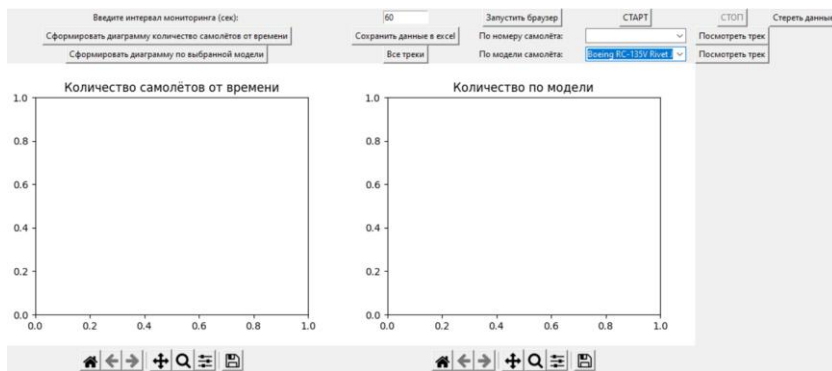 Введите интервал мониторинга (сек): 60 Запустить браузер СТАРТ СТОП Стереть данные
Сформировать диаграмму количество самолётов от времени Сохранить данные в excel По номеру самолёта: Посмотреть трек
Сформировать диаграмму по выбранной модели Все треки По модели самолёта: Boeing RC-135V Rivet Посмотреть трек
Количество самолётов от времени Количество по модели
1.0 1.0
0.8 0.8
0.6 0.6
0.4 0.4
0.2 0.2
0.0 0.0
0.0 0.2 0.4 0.6 0.8 1.0 0.0 0.2 0.4 0.6 0.8 1.0